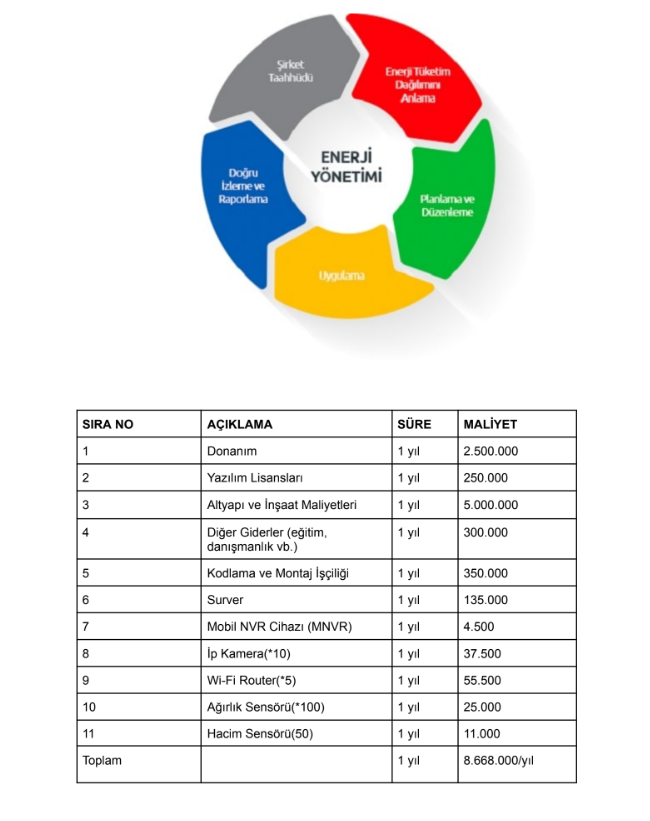 Şirket
Taahhüdü
Enerji Tüketim
Dağılımını
Anlama
ENERJİ
YÖNETİMİ
Doğru
İzleme ve
Raporlama
Planlama ve
Düzenleme
Uygulama
SIRA NO AÇIKLAMA SÜRE MALİYET
1 Donanım 1 yıl 2.500.000
2 Yazılım Lisansları 1 yıl 250.000
3 Altyapı ve İnşaat Maliyetleri 1 yıl 5.000.000
4 Diğer Giderler (eğitim, 1 yıl 300.000
danışmanlık vb.)
5 Kodlama ve Montaj İşçiliği 1 yıl 350.000
6 Surver 1 yıl 135.000
7 Mobil NVR Cihazı (MNVR) 1 yıl 4.500
8 İp Kamera(*10) 1 yıl 37.500
9 Wi-Fi Router(*5) 1 yıl 55.500
10 Ağırlık Sensörü(*100) 1 yıl 25.000
11 Hacim Sensörü(50) 1 yıl 11.000
Toplam 1 yıl 8.668.000/yıl